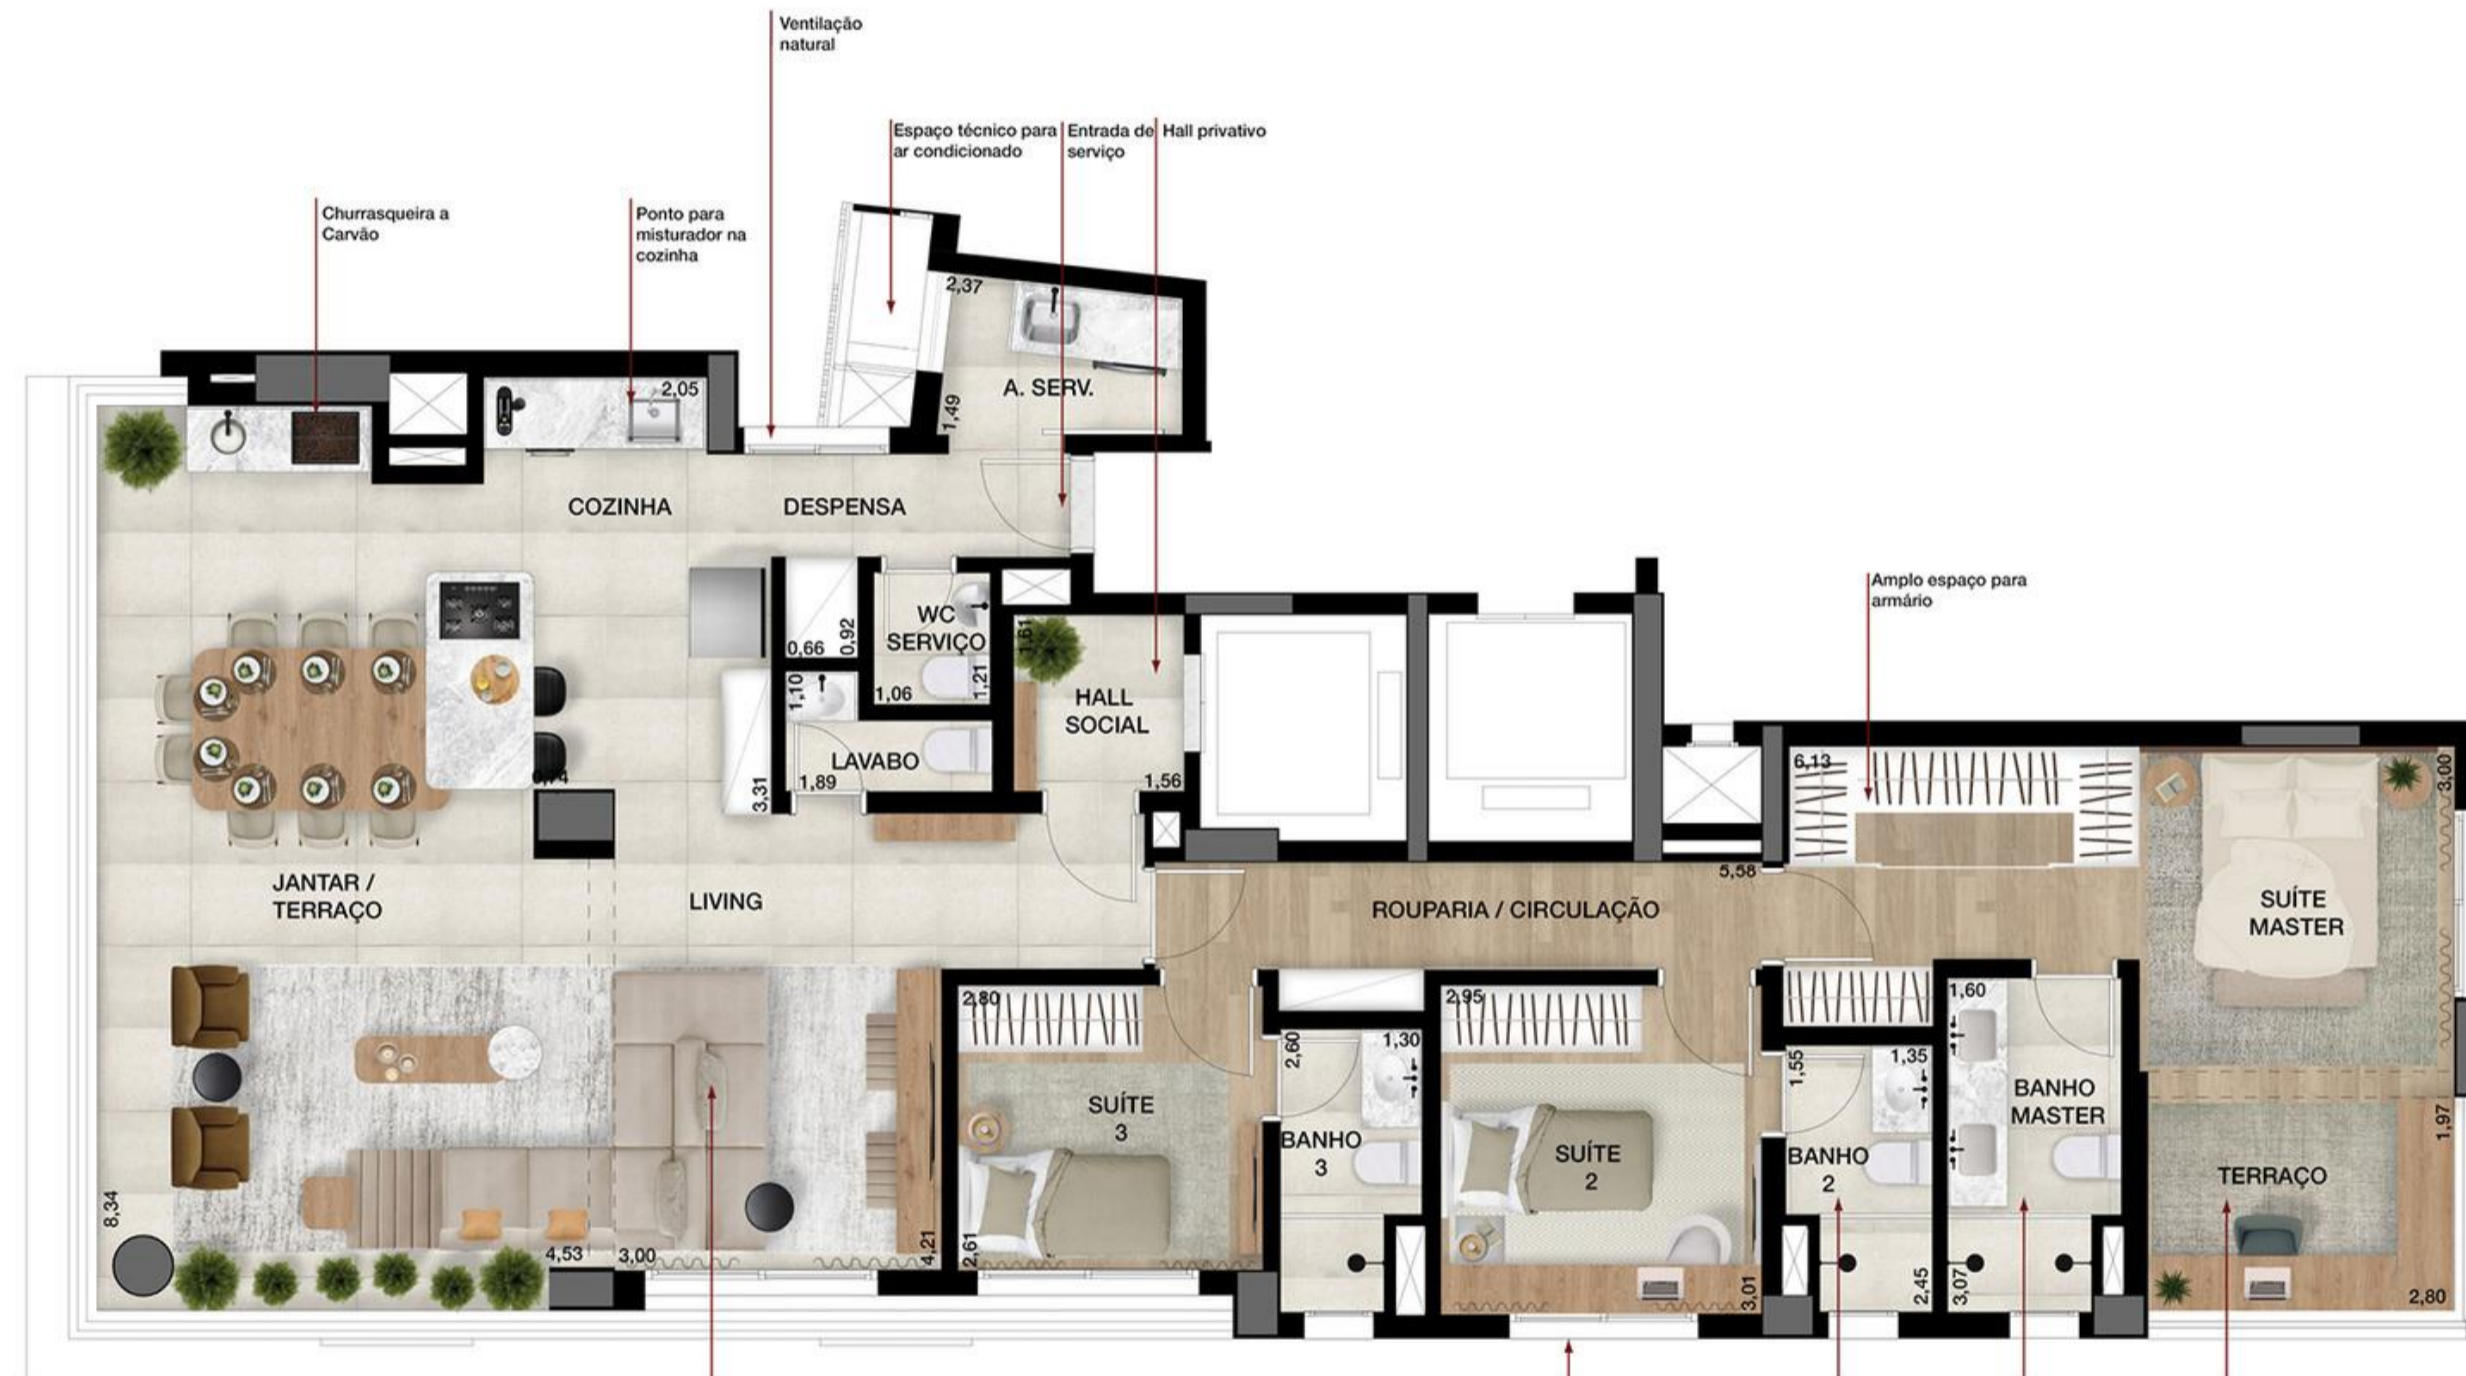 Ventilação
natural
Espaço técnico para
ar condicionado
Entrada de
serviço
Hall privativo
Churrasqueira a
Carvão
Ponto para
misturador na
cozinha
2,37
2,05
A. SERV.
1,49
COZINHA
DESPENSA
Amplo espaço para
armário
WC
SERVIÇO
0,66
0,92
1,61
1,10
1,06
1,21
HALL
SOCIAL
LAVABO
1,89
3,31
1,56
0,74
6,13
3,00
5,58
JANTAR /
TERRAÇO
LIVING
ROUPARIA / CIRCULAÇÃO
SUÍTE
MASTER
2,80
2,95
1,60
2,60
1,30
1,55
1,35
SUÍTE
3
BANHO
3
SUÍTE
2
BANHO
2
BANHO
MASTER
1,97
TERRAÇO
8,34
4,53
3,00
4,21
2,61
3,01
2,45
3,07
2,80